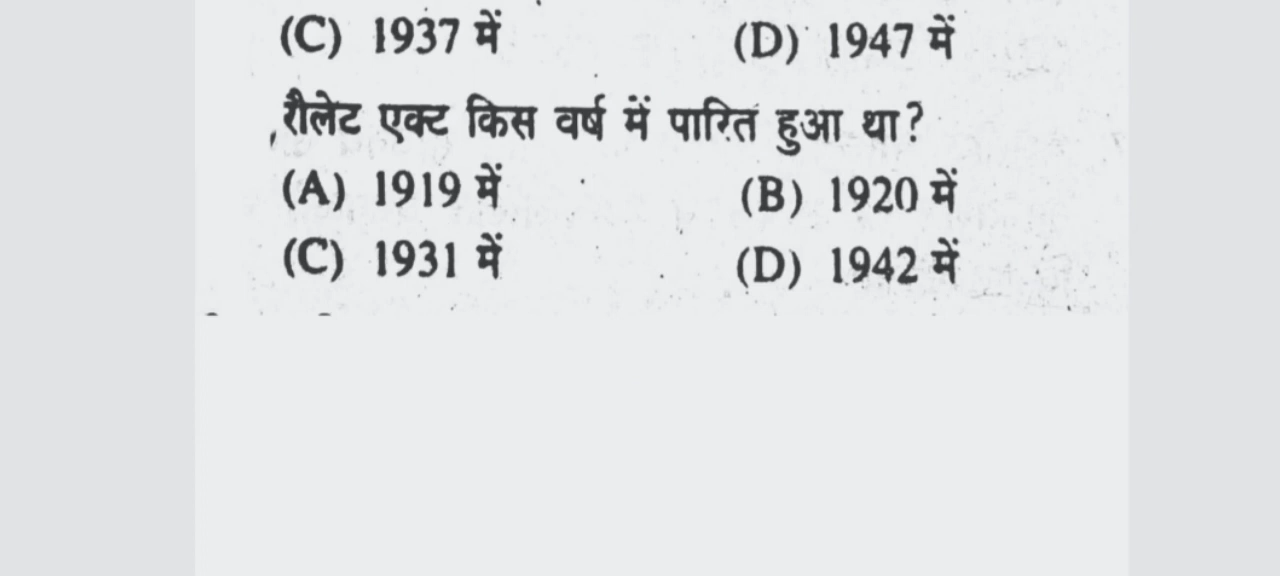 (C) 1937 में (D) 1947 में
रौलेट एक्ट किस वर्ष में पारित हुआ था?
(A) 1919 में (B) 1920 में
(C) 1931 में (D) 1942 में